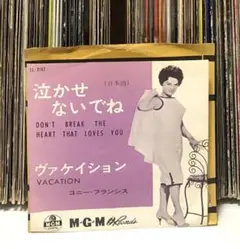 泣かせ
ないでね
(日本語)
DON'T BREAK THE
HEART THAT LOVES YOU
ヴァケイション
VACATION
コニー・フランシス
M-G-M Records